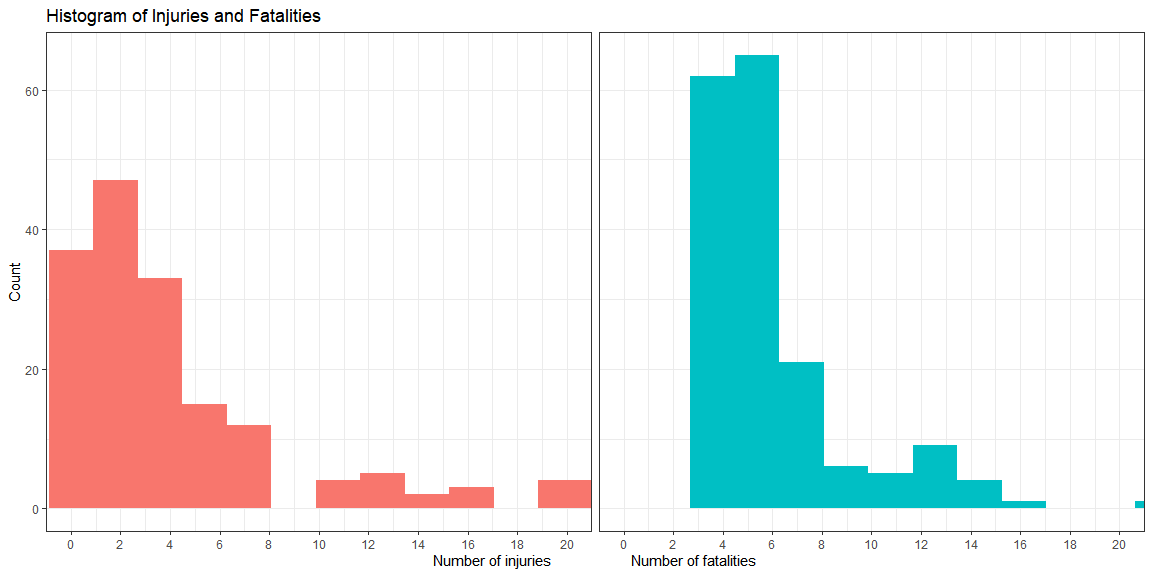 Histogram of Injuries and Fatalities
60
40
20
0
Count
0 2 4 6 8 10 12 14 16 18 20
0 2 4 6 8 10 12 14 16 18 20
Number of injuries
Number of fatalities